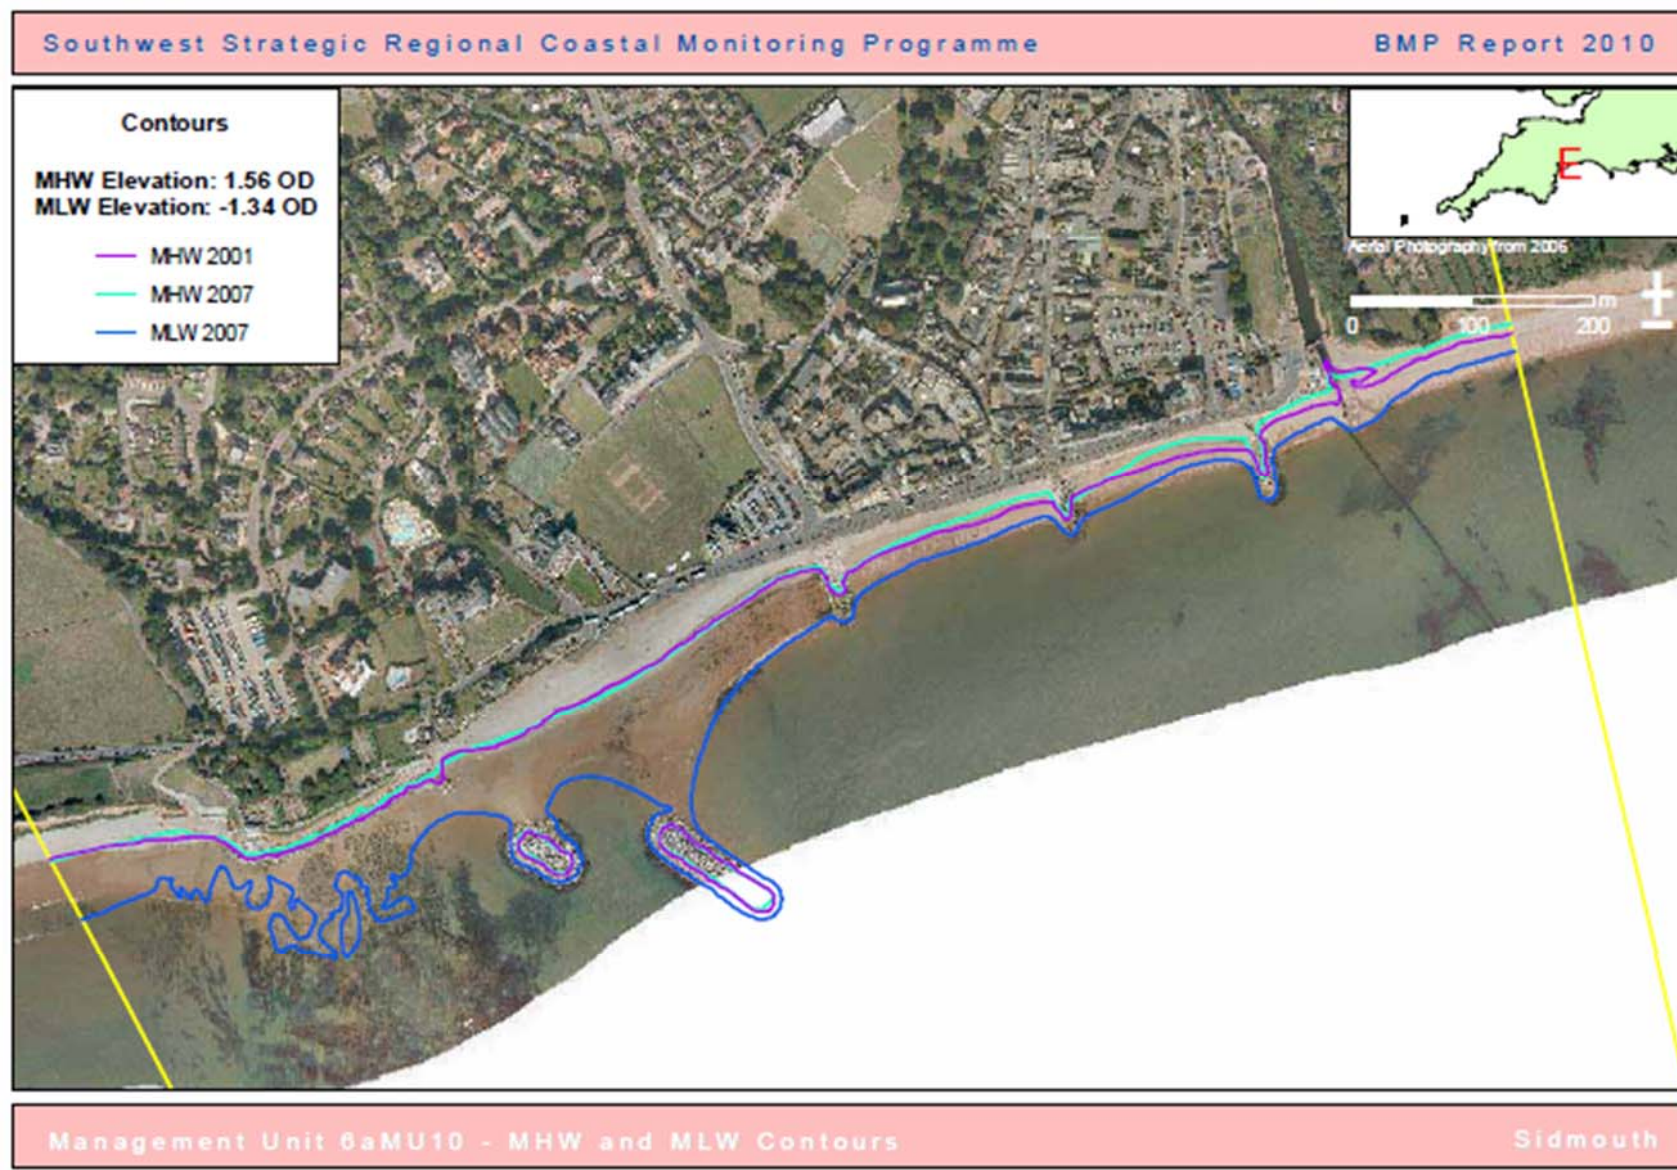 Southwest Strategic Regional Coastal Monitoring Programme BMP Report 2010
Contours
MHW Elevation: 1.56 OD
MLW Elevation: -1.34 OD
MHW 2001
MHW 2007
MLW 2007
E
Aerial Photography from 2006
m
0 100 200
Management Unit 6aMU10 - MHW and MLW Contours Sidmouth